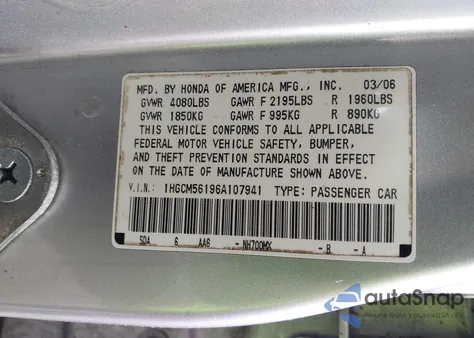 MFD. BY HONDA OF AMERICA MFG., INC. 03/06
GVWR 4080LBS GAWR F 2195LBS R 1960LBS
GVWR 1850KG GAWR F 995KG R 890KG
THIS VEHICLE CONFORMS TO ALL APPLICABLE
FEDERAL MOTOR VEHICLE SAFETY, BUMPER,
AND THEFT PREVENTION STANDARDS IN EFFECT
ON THE DATE OF MANUFACTURE SHOWN ABOVE.
V.I.N.: 1HGCM56196A107941 TYPE: PASSENGER CAR
SDA 6 AA6 - NH700MX - B - A
autoSnap